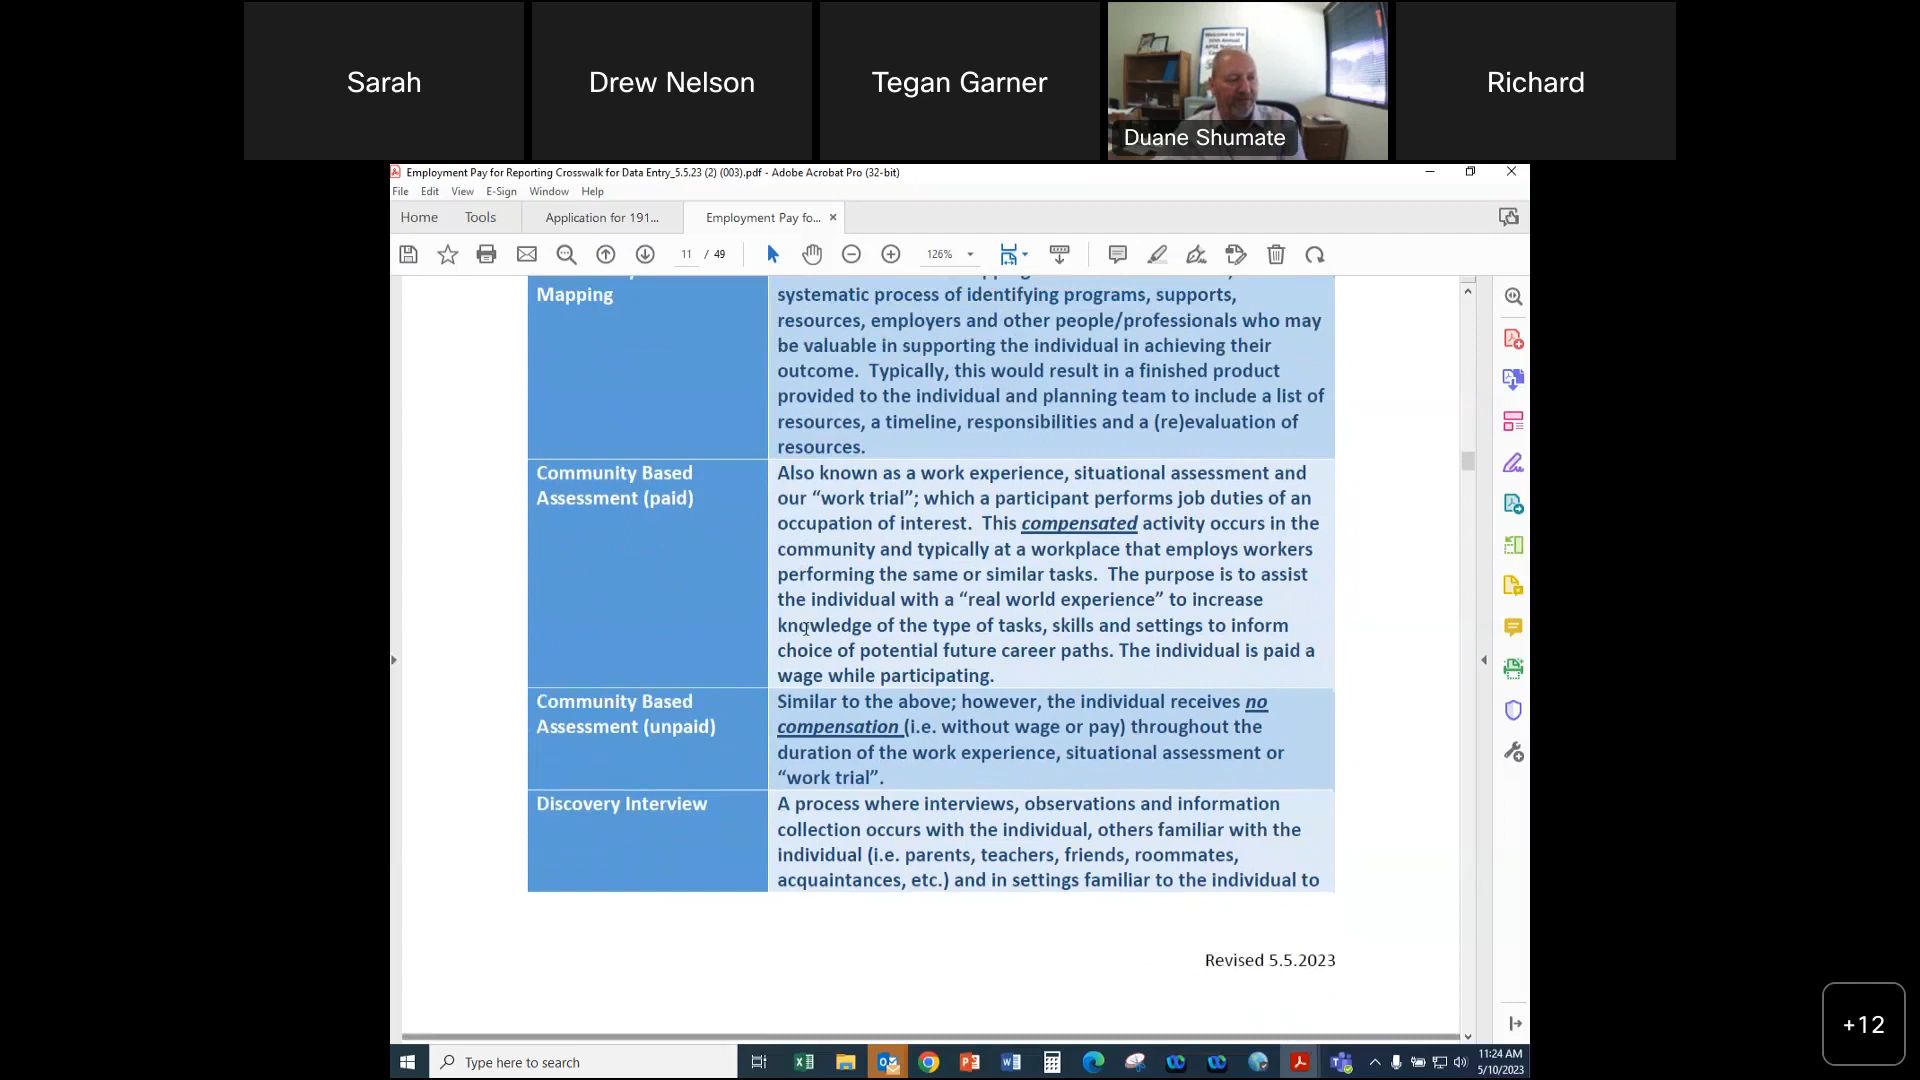 Sarah
Drew Nelson
Tegan Garner
Welcome to the
Duane Shumate
Richard
Employment Pay for Reporting Crosswalk for Data Entry_5.5.23 (2) (003).pdf - Adobe Acrobat Pro (32-bit)
File Edit View E-Sign Window Help
Home Tools Application for 191... Employment Pay fo... ×
11 / 49 126%
Mapping
systematic process of identifying programs, supports,
resources, employers and other people/professionals who may
be valuable in supporting the individual in achieving their
outcome. Typically, this would result in a finished product
provided to the individual and planning team to include a list of
resources, a timeline, responsibilities and a (re)evaluation of
resources.
Community Based
Assessment (paid)
Also known as a work experience, situational assessment and
our “work trial”; which a participant performs job duties of an
occupation of interest. This compensated activity occurs in the
community and typically at a workplace that employs workers
performing the same or similar tasks. The purpose is to assist
the individual with a “real world experience” to increase
knowledge of the type of tasks, skills and settings to inform
choice of potential future career paths. The individual is paid a
wage while participating.
Community Based
Assessment (unpaid)
Similar to the above; however, the individual receives no
compensation (i.e. without wage or pay) throughout the
duration of the work experience, situational assessment or
“work trial”.
Discovery Interview
A process where interviews, observations and information
collection occurs with the individual, others familiar with the
individual (i.e. parents, teachers, friends, roommates,
acquaintances, etc.) and in settings familiar to the individual to
Revised 5.5.2023
+12
Type here to search
11:24 AM
5/10/2023